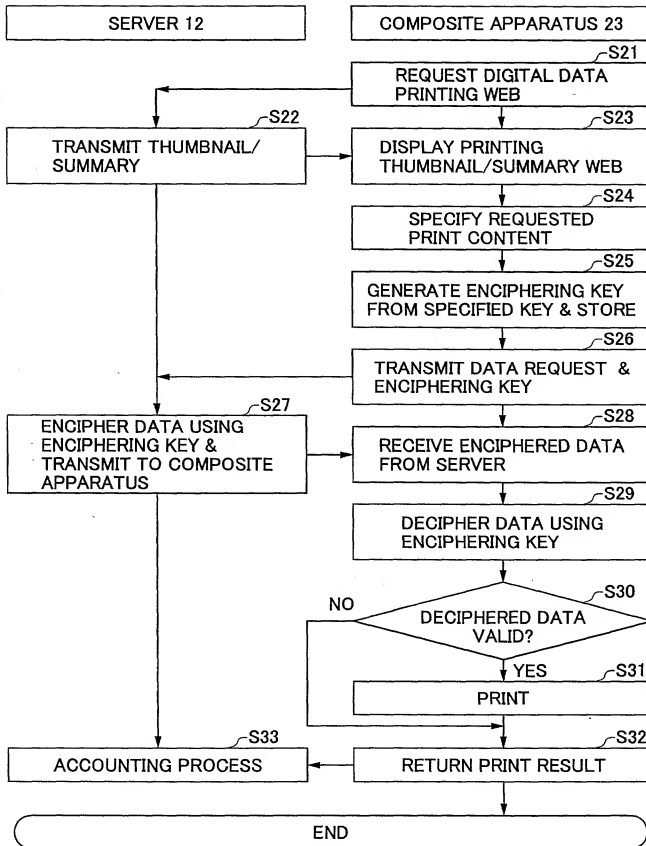 SERVER 12
COMPOSITE APPARATUS 23
S21
REQUEST DIGITAL DATA
PRINTING WEB
S22
TRANSMIT THUMBNAIL/
SUMMARY
S23
DISPLAY PRINTING
THUMBNAIL/SUMMARY WEB
S24
SPECIFY REQUESTED
PRINT CONTENT
S25
GENERATE ENCIPHERING KEY
FROM SPECIFIED KEY & STORE
S26
TRANSMIT DATA REQUEST &
ENCIPHERING KEY
S27
ENCIPHER DATA USING
ENCIPHERING KEY &
TRANSMIT TO COMPOSITE
APPARATUS
S28
RECEIVE ENCIPHERED DATA
FROM SERVER
S29
DECIPHER DATA USING
ENCIPHERING KEY
S30
NO
DECIPHERED DATA
VALID?
YES
S31
PRINT
S33
ACCOUNTING PROCESS
S32
RETURN PRINT RESULT
END